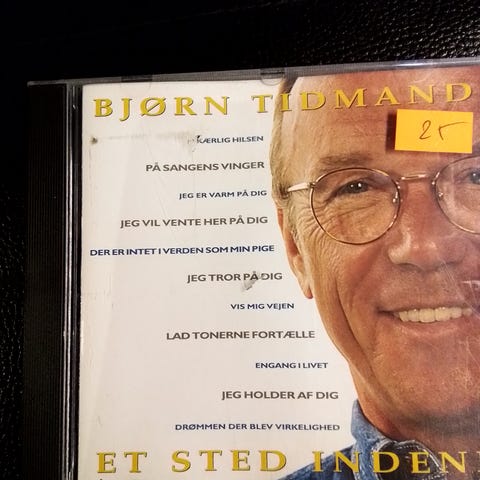 BJØRN TIDMAND
25
KÆRLIG HILSEN
PÅ SANGENS VINGER
JEG ER VARM PÅ DIG
JEG VIL VENTE HER PÅ DIG
DER ER INTET I VERDEN SOM MIN PIGE
JEG TROR PÅ DIG
VIS MIG VEJEN
LAD TONERNE FORTÆLLE
ENGANG I LIVET
JEG HOLDER AF DIG
DRØMMEN DER BLEV VIRKELIGHED
ET STED INDEN